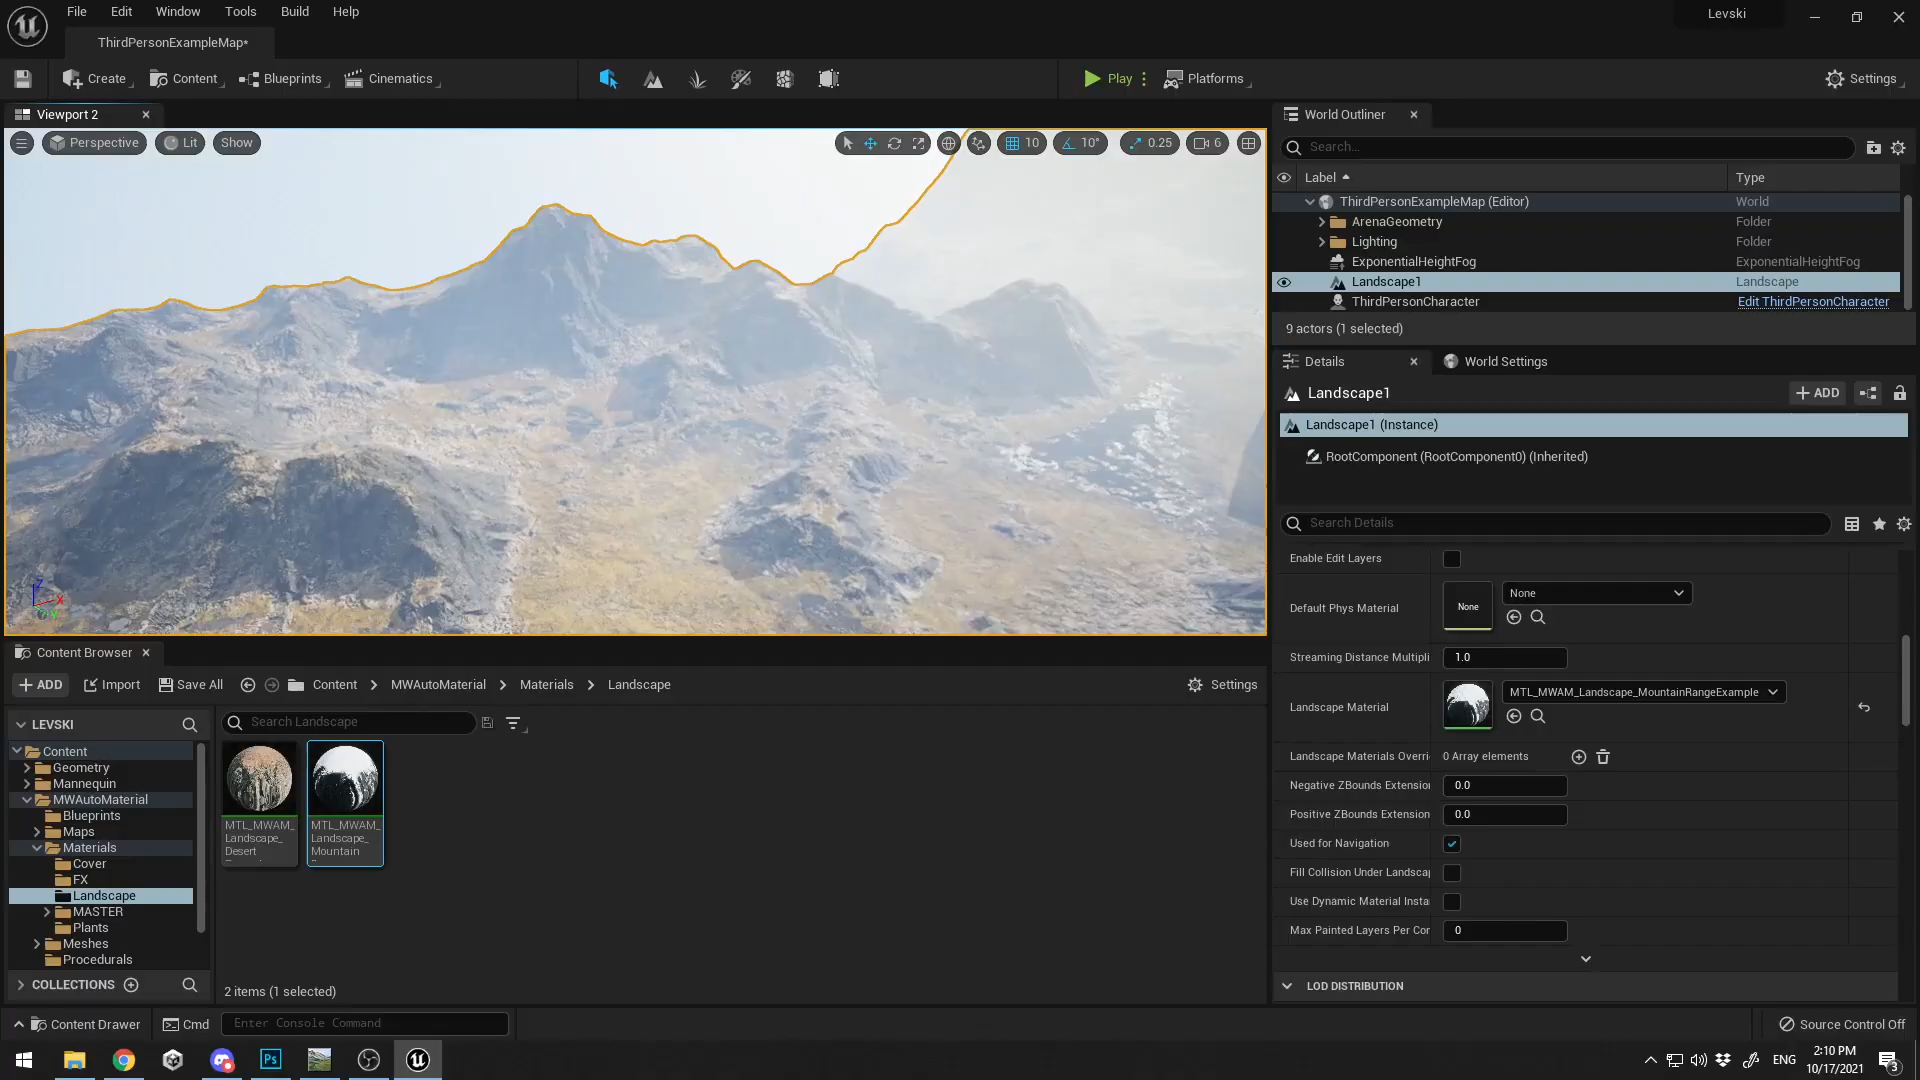 File Edit Window Tools Build Help
Levski
ThirdPersonExampleMap*
Create Content Blueprints Cinematics Play Platforms Settings
Viewport 2
Perspective Lit Show 10 10° 0.25 6
World Outliner
Search...
Label Type
ThirdPersonExampleMap (Editor) World
ArenaGeometry Folder
Lighting Folder
ExponentialHeightFog ExponentialHeightFog
Landscape1 Landscape
ThirdPersonCharacter Edit ThirdPersonCharacter
9 actors (1 selected)
Details World Settings
Landscape1 ADD
Landscape1 (Instance)
RootComponent (RootComponent0) (Inherited)
Search Details
Enable Edit Layers
Default Phys Material None None
Streaming Distance Multipli 1.0
Landscape Material MTL_MWAM_Landscape_MountainRangeExample
Landscape Materials Overri 0 Array elements
Negative ZBounds Extension 0.0
Positive ZBounds Extension 0.0
Used for Navigation
Fill Collision Under Landscap
Use Dynamic Material Insta
Max Painted Layers Per Cor 0
LOD DISTRIBUTION
Z X Y
Content Browser
ADD Import Save All Content MWAutoMaterial Materials Landscape Settings
LEVSKI
Search Landscape
Content
Geometry
Mannequin
MWAutoMaterial
Blueprints
Maps
Materials
Cover
FX
Landscape
MASTER
Plants
Meshes
Procedurals
MTL_MWAM_
Landscape_
Desert
MTL_MWAM_
Landscape_
Mountain
COLLECTIONS
2 items (1 selected)
Content Drawer Cmd Enter Console Command Source Control Off
Ps
ENG
2:10 PM
10/17/2021
3